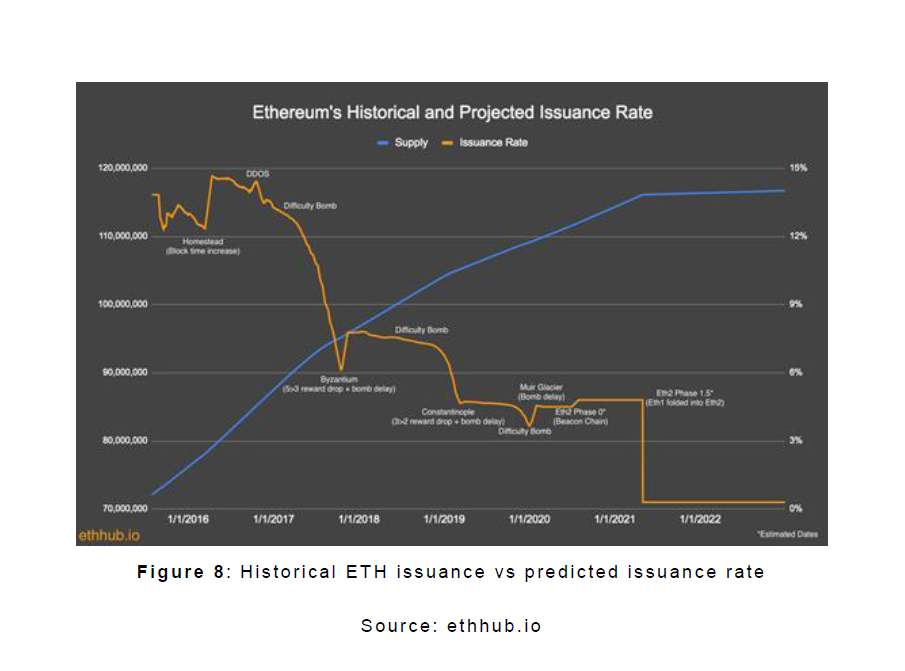 Ethereum's Historical and Projected Issuance Rate
Supply Issuance Rate
120,000,000
110,000,000
100,000,000
90,000,000
80,000,000
70,000,000
15%
12%
9%
6%
3%
0%
DDOS
Difficulty Bomb
Homestead
(Block time increase)
Byzantium
(5>3 reward drop + bomb delay)
Difficulty Bomb
Constantinople
(3>2 reward drop + bomb delay)
Muir Glacier
(Bomb delay)
Difficulty Bomb
Eth2 Phase 0*
(Beacon Chain)
Eth2 Phase 1.5*
(Eth1 folded into Eth2)
1/1/2016 1/1/2017 1/1/2018 1/1/2019 1/1/2020 1/1/2021 1/1/2022
ethhub.io
*Estimated Dates
Figure 8: Historical ETH issuance vs predicted issuance rate
Source: ethhub.io